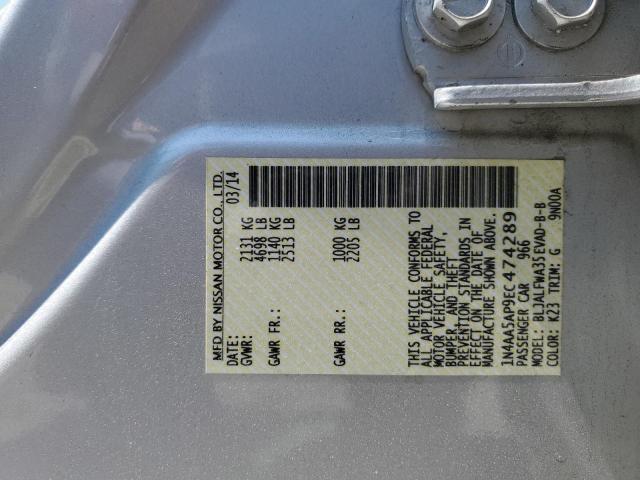 MFD BY NISSAN MOTOR CO., LTD.
DATE: 03/14
GVWR: 2131 KG
4698 LB
GAWR FR.: 1140 KG
2513 LB
GAWR RR.: 1000 KG
2205 LB
THIS VEHICLE CONFORMS TO
ALL APPLICABLE FEDERAL
MOTOR VEHICLE SAFETY,
BUMPER, AND THEFT
PREVENTION STANDARDS IN
EFFECT ON THE DATE OF
MANUFACTURE SHOWN ABOVE.
1N4AA5AP9EC474289
PASSENGER CAR 966
MODEL: BLJALFWA35EVAD-B-B
COLOR: K23 TRIM: G 9N00A